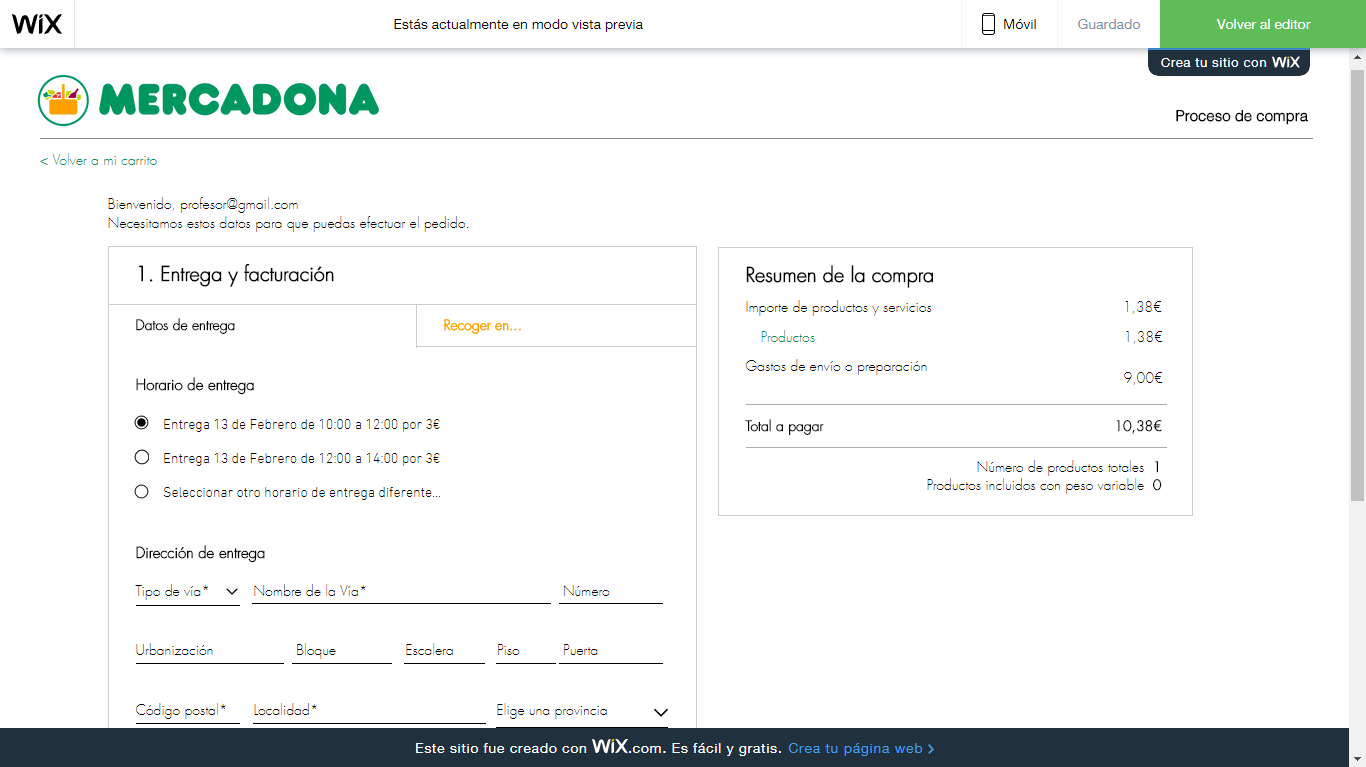 WiX
Estás actualmente en modo vista previa
Móvil
Guardado
Volver al editor
Crea tu sitio con WiX
MERCADONA
Proceso de compra
< Volver a mi carrito
Bienvenido, profesor@gmail.com
Necesitamos estos datos para que puedas efectuar el pedido.
1. Entrega y facturación
Datos de entrega
Recoger en...
Horario de entrega
Entrega 13 de Febrero de 10:00 a 12:00 por 3€
Entrega 13 de Febrero de 12:00 a 14:00 por 3€
Seleccionar otro horario de entrega diferente...
Dirección de entrega
Tipo de vía* Nombre de la Vía* Número
Urbanización Bloque Escalera Piso Puerta
Código postal* Localidad* Elige una provincia
Resumen de la compra
Importe de productos y servicios 1,38€
Productos 1,38€
Gastos de envío o preparación 9,00€
Total a pagar 10,38€
Número de productos totales 1
Productos incluidos con peso variable 0
Este sitio fue creado con WiX.com. Es fácil y gratis. Crea tu página web >